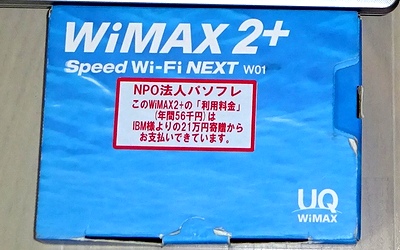 WiMAX 2+
Speed Wi-Fi NEXT W01
NPO法人パソフレ
このWiMAX2+の「利用料金」
(年間56千円)は
IBM様よりの21万円寄贈から
お支払いできています。
UQ
WiMAX